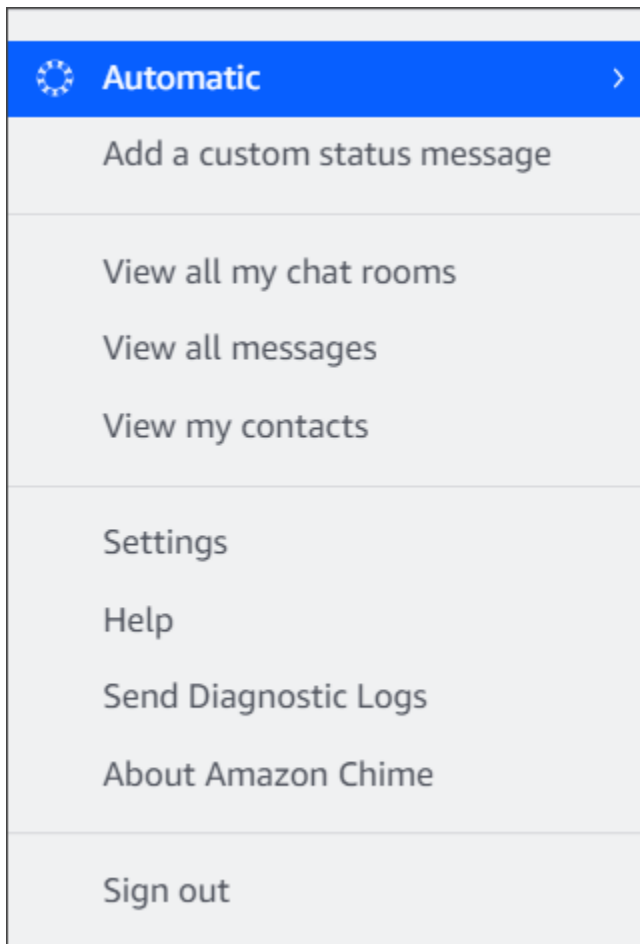 Automatic
Add a custom status message
View all my chat rooms
View all messages
View my contacts
Settings
Help
Send Diagnostic Logs
About Amazon Chime
Sign out